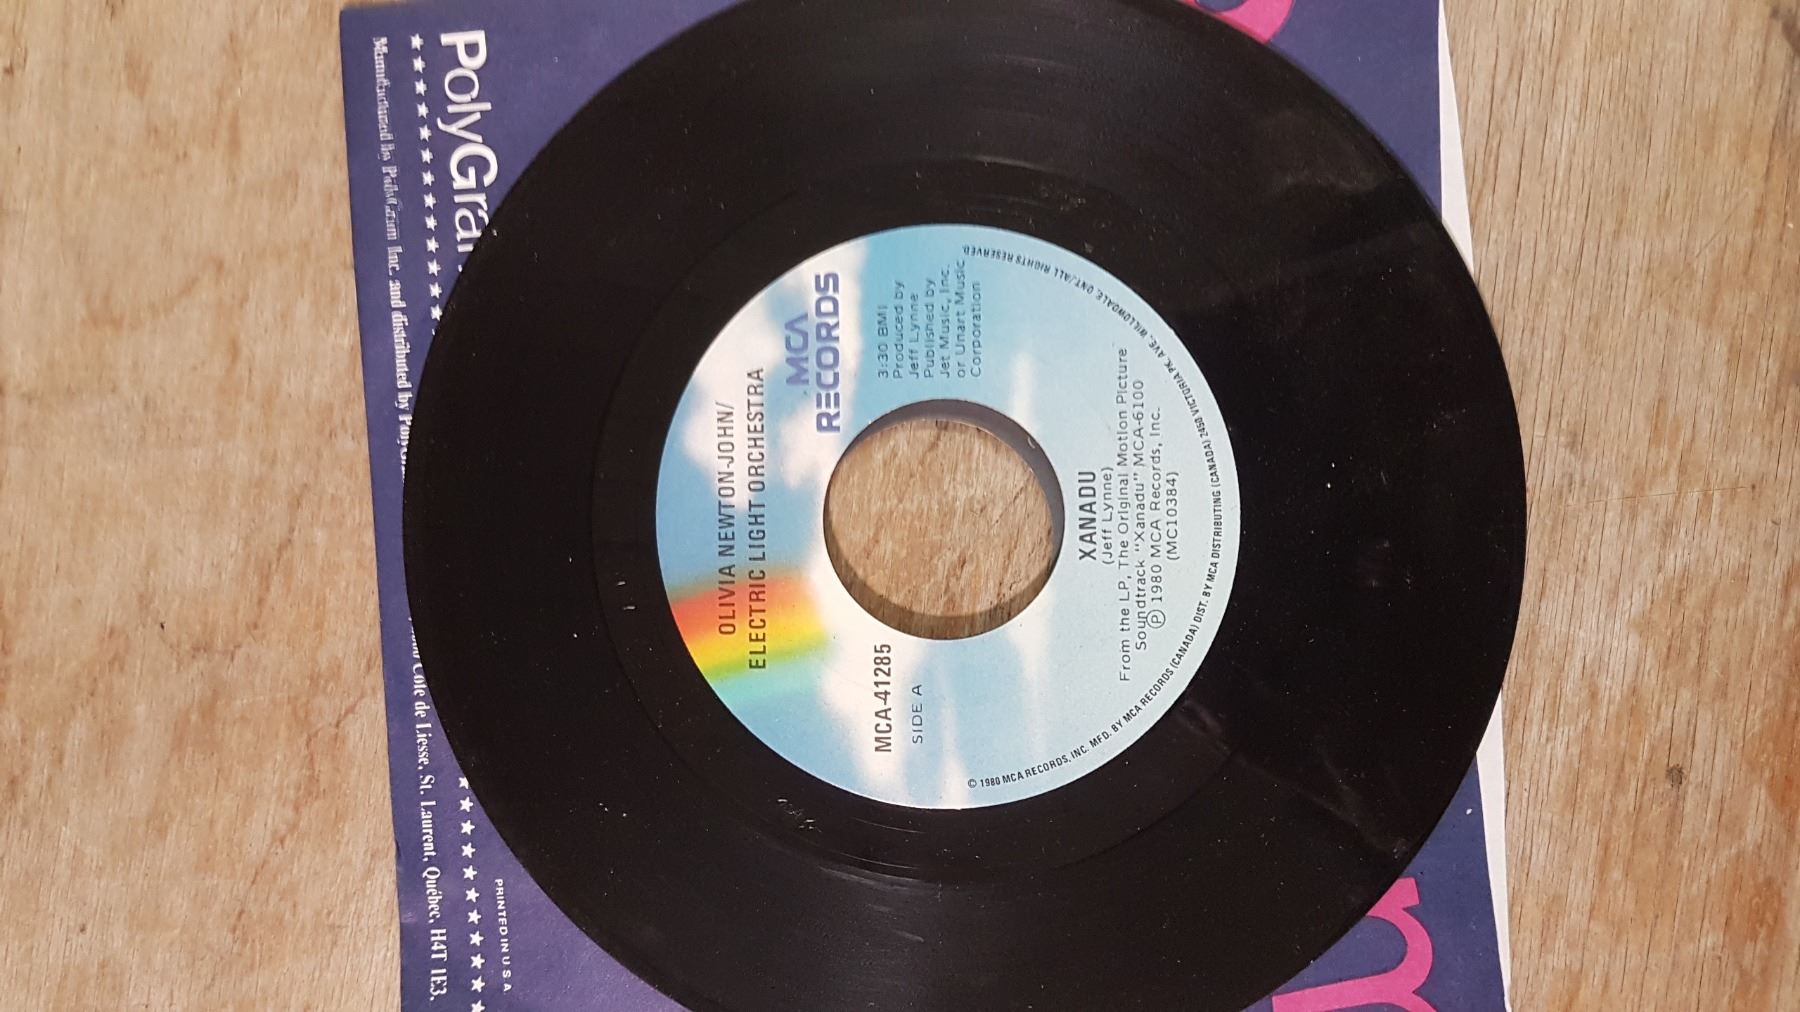 OLIVIA NEWTON-JOHN/
ELECTRIC LIGHT ORCHESTRA
MCA
RECORDS
MCA-41285
SIDE A
3:30 BMI
Produced by
Jeff Lynne
Published by
Jet Music, Inc.
or Unart Music
Corporation
XANADU
(Jeff Lynne)
From the LP, The Original Motion Picture
Soundtrack "Xanadu" MCA-6100
Ⓟ 1980 MCA Records, Inc.
(MC10384)
© 1980 MCA RECORDS, INC. MFD. BY MCA RECORDS (CANADA) DIST. BY MCA DISTRIBUTING (CANADA) 2450 VICTORIA PK. AVE. WILLOWDALE, ONT./ALL RIGHTS RESERVED.
PolyGra
★★★★★★★★★★★★★
Manufactured by PolyGram Inc. and distributed by
Côte de Liesse, St. Laurent, Québec, H4T 1E3.
★★★★★★★★★★★
PRINTED IN U.S.A.
m